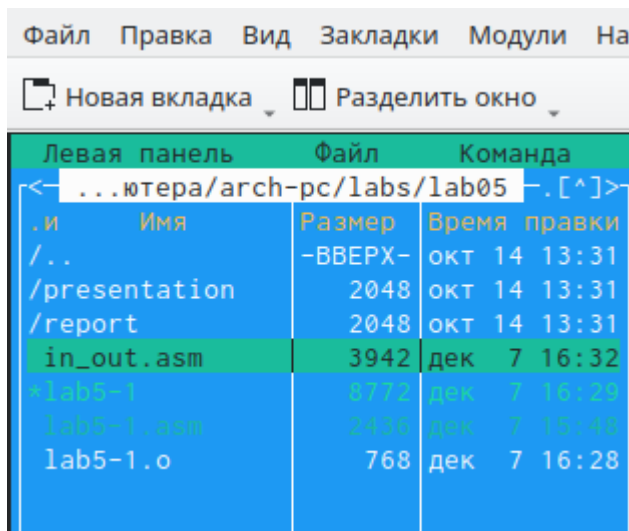 Файл Правка Вид Закладки Модули На
Новая вкладка Разделить окно
Левая панель Файл Команда
<- ...ютера/arch-pc/labs/lab05 -.[^]>
.и Имя Размер Время правки
/.. -ВВЕРХ- окт 14 13:31
/presentation 2048 окт 14 13:31
/report 2048 окт 14 13:31
in_out.asm 3942 дек 7 16:32
*lab5-1 8772 дек 7 16:29
lab5-1.asm 2436 дек 7 15:48
lab5-1.o 768 дек 7 16:28